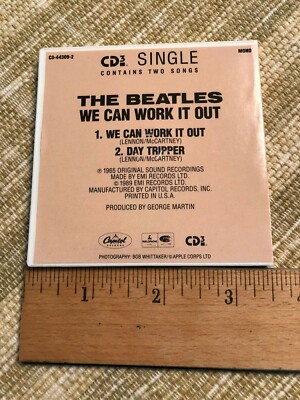 C3-44309-2
CD3 SINGLE
MONO
CONTAINS TWO SONGS
THE BEATLES
WE CAN WORK IT OUT
1. WE CAN WORK IT OUT
(LENNON/McCARTNEY)
2. DAY TRIPPER
(LENNON/McCARTNEY)
℗ 1965 ORIGINAL SOUND RECORDINGS
MADE BY EMI RECORDS LTD.
© 1989 EMI RECORDS LTD.
MANUFACTURED BY CAPITOL RECORDS, INC.
PRINTED IN U.S.A.
PRODUCED BY GEORGE MARTIN
Capitol
CD3
PHOTOGRAPHY: BOB WHITTAKER/© APPLE CORPS LTD
1 2 3